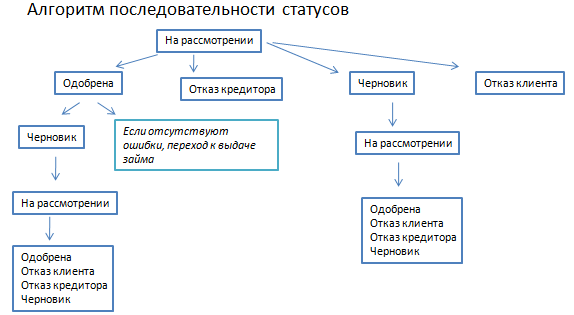 Алгоритм последовательности статусов
На рассмотрении
Одобрена
Отказ кредитора
Черновик
Отказ клиента
Черновик
Если отсутствуют
ошибки, переход к выдаче
займа
На рассмотрении
На рассмотрении
Одобрена
Отказ клиента
Отказ кредитора
Черновик
Одобрена
Отказ клиента
Отказ кредитора
Черновик